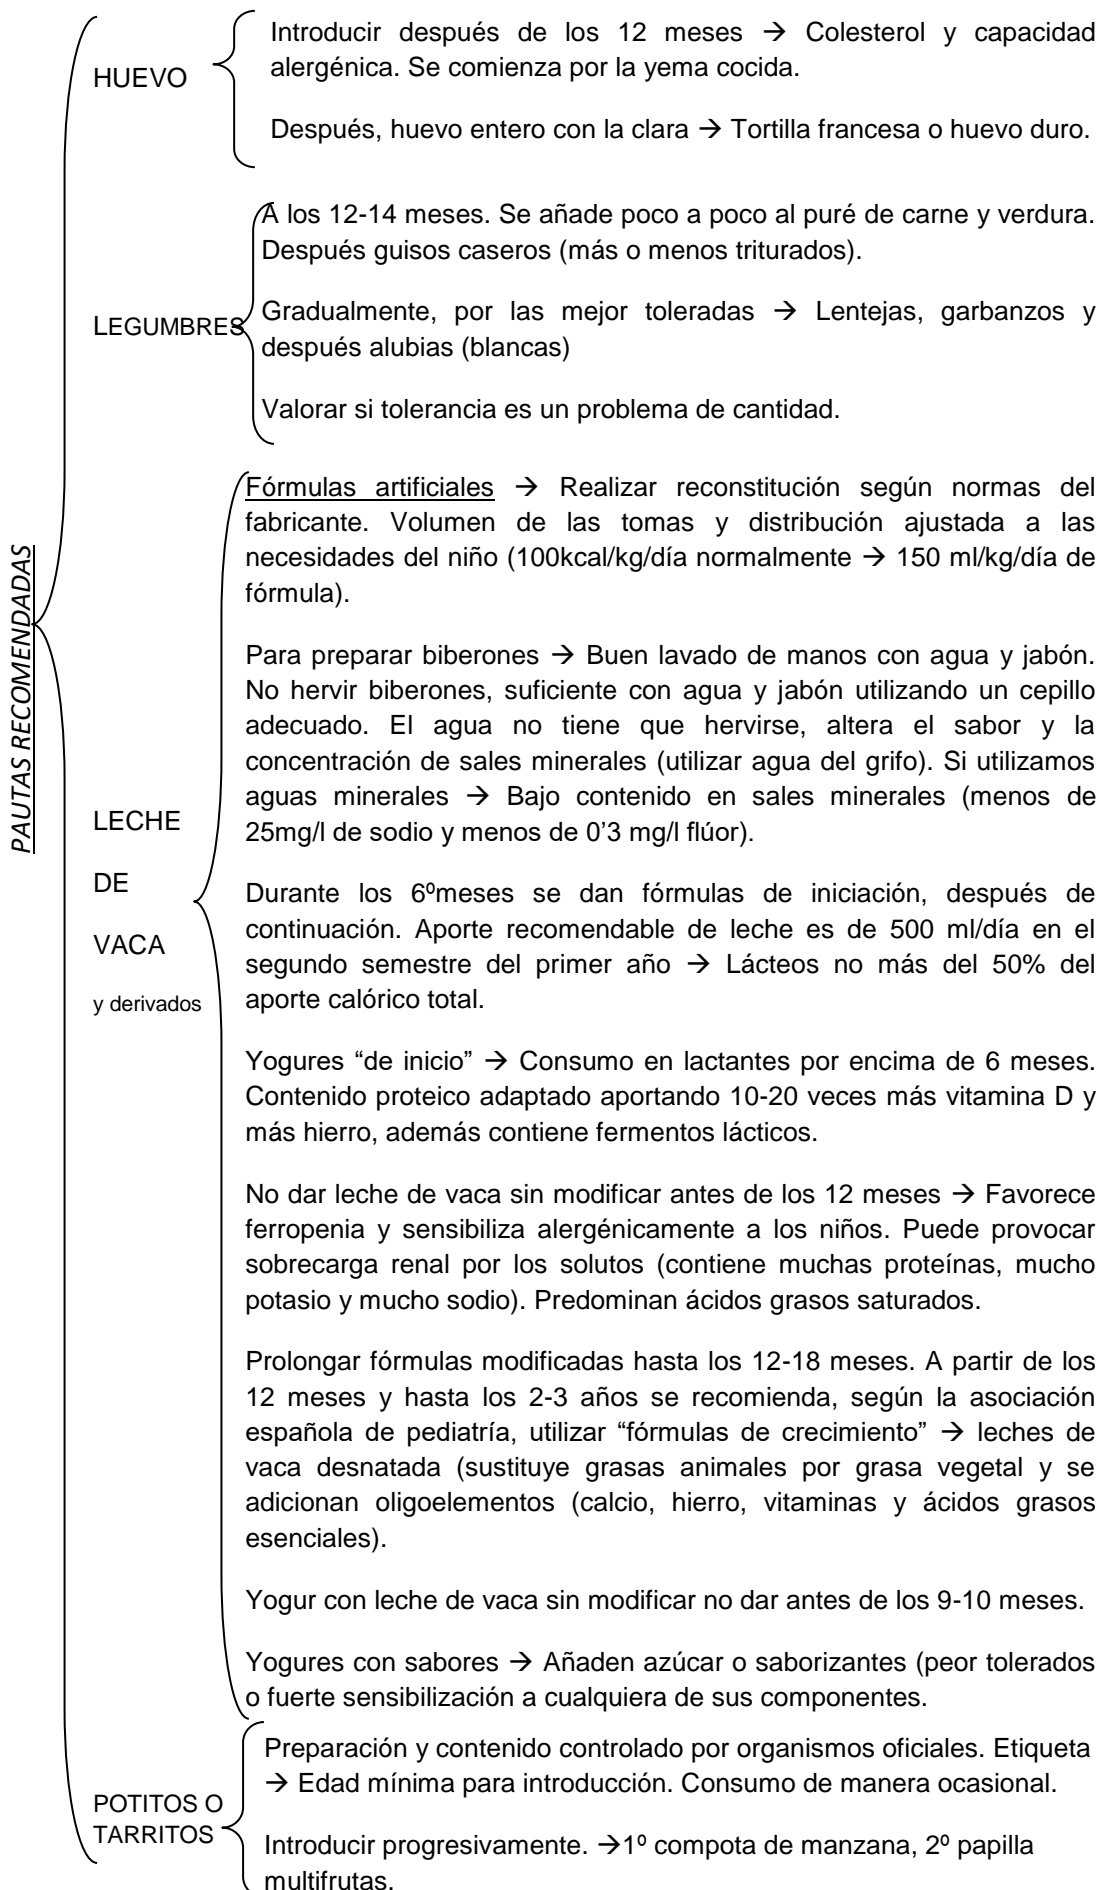 PAUTAS RECOMENDADAS
HUEVO
Introducir después de los 12 meses → Colesterol y capacidad
alergénica. Se comienza por la yema cocida.
Después, huevo entero con la clara → Tortilla francesa o huevo duro.
LEGUMBRES
A los 12-14 meses. Se añade poco a poco al puré de carne y verdura.
Después guisos caseros (más o menos triturados).
Gradualmente, por las mejor toleradas → Lentejas, garbanzos y
después alubias (blancas)
Valorar si tolerancia es un problema de cantidad.
LECHE
DE
VACA
y derivados
Fórmulas artificiales → Realizar reconstitución según normas del
fabricante. Volumen de las tomas y distribución ajustada a las
necesidades del niño (100kcal/kg/día normalmente → 150 ml/kg/día de
fórmula).
Para preparar biberones → Buen lavado de manos con agua y jabón.
No hervir biberones, suficiente con agua y jabón utilizando un cepillo
adecuado. El agua no tiene que hervirse, altera el sabor y la
concentración de sales minerales (utilizar agua del grifo). Si utilizamos
aguas minerales → Bajo contenido en sales minerales (menos de
25mg/l de sodio y menos de 0’3 mg/l flúor).
Durante los 6ºmeses se dan fórmulas de iniciación, después de
continuación. Aporte recomendable de leche es de 500 ml/día en el
segundo semestre del primer año → Lácteos no más del 50% del
aporte calórico total.
Yogures “de inicio” → Consumo en lactantes por encima de 6 meses.
Contenido proteico adaptado aportando 10-20 veces más vitamina D y
más hierro, además contiene fermentos lácticos.
No dar leche de vaca sin modificar antes de los 12 meses → Favorece
ferropenia y sensibiliza alergénicamente a los niños. Puede provocar
sobrecarga renal por los solutos (contiene muchas proteínas, mucho
potasio y mucho sodio). Predominan ácidos grasos saturados.
Prolongar fórmulas modificadas hasta los 12-18 meses. A partir de los
12 meses y hasta los 2-3 años se recomienda, según la asociación
española de pediatría, utilizar “fórmulas de crecimiento” → leches de
vaca desnatada (sustituye grasas animales por grasa vegetal y se
adicionan oligoelementos (calcio, hierro, vitaminas y ácidos grasos
esenciales).
Yogur con leche de vaca sin modificar no dar antes de los 9-10 meses.
Yogures con sabores → Añaden azúcar o saborizantes (peor tolerados
o fuerte sensibilización a cualquiera de sus componentes.
POTITOS O
TARRITOS
Preparación y contenido controlado por organismos oficiales. Etiqueta
→ Edad mínima para introducción. Consumo de manera ocasional.
Introducir progresivamente. →1º compota de manzana, 2º papilla
multifrutas.